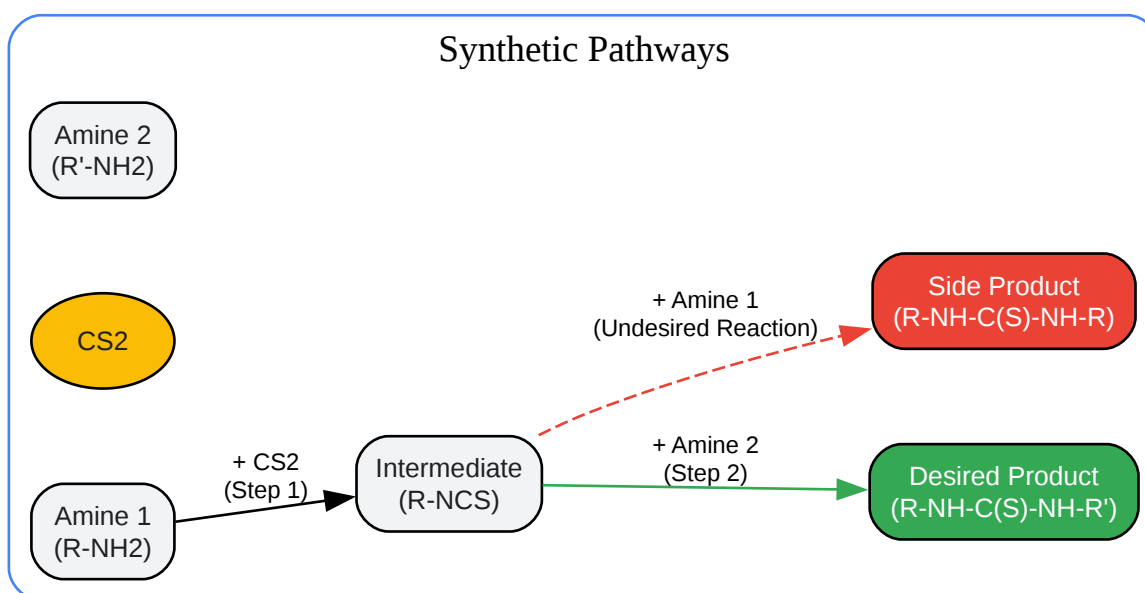 Synthetic Pathways
Amine 2
(R'-NH2)
CS2
Amine 1
(R-NH2)
+ CS2
(Step 1)
Intermediate
(R-NCS)
+ Amine 1
(Undesired Reaction)
Side Product
(R-NH-C(S)-NH-R)
+ Amine 2
(Step 2)
Desired Product
(R-NH-C(S)-NH-R')